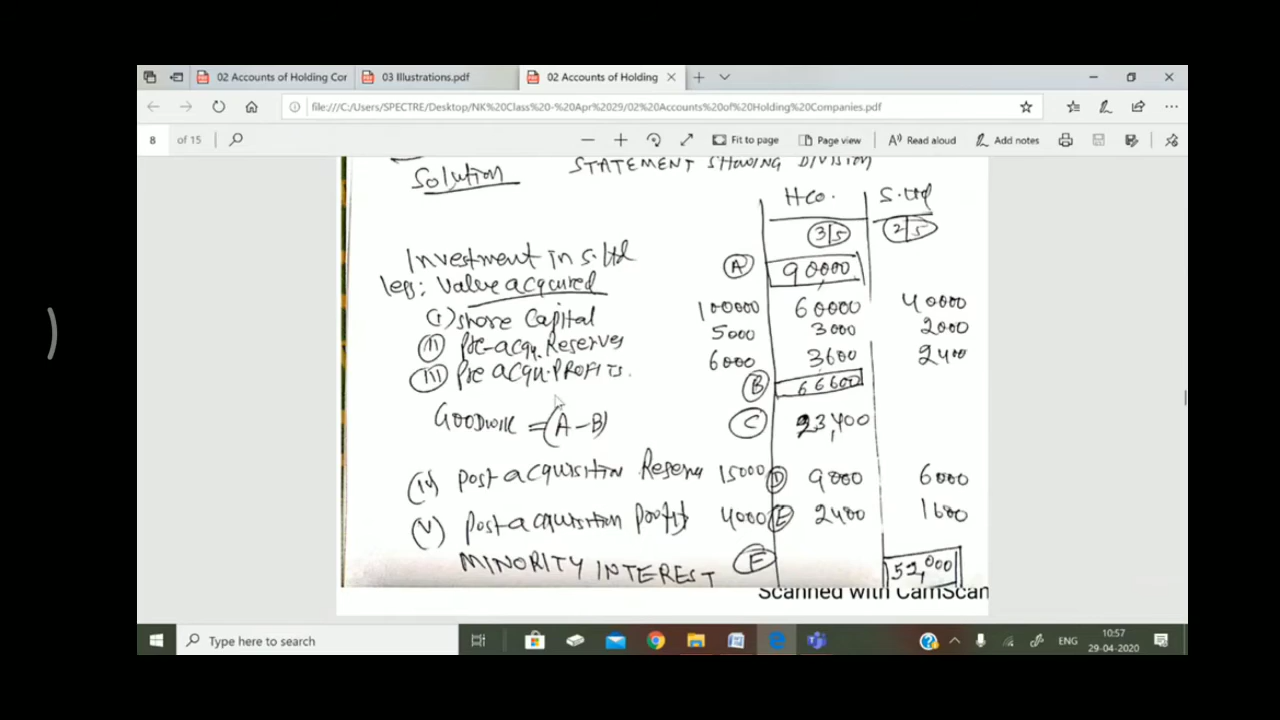 02 Accounts of Holding Cor
03 Illustrations.pdf
02 Accounts of Holding
file:///C:/Users/SPECTRE/Desktop/NK%20Class%20-%20Apr%2029/02%20Accounts%20of%20Holding%20Companies.pdf
8 of 15
Fit to page
Page view
Read aloud
Add notes
Solution STATEMENT SHOWING DIVISION
H Co. S. Ltd
3/5 2/5
Investment in S. Ltd (A) 90000
less: Value acquired
(I) Share Capital 100000 60000 40000
(II) Pre-acqu. Reserves 5000 3000 2000
(III) Pre acqu. PROFITS. 6000 3600 2400
(B) 66600
GOODWILL = (A-B) (C) 23,400
(IV) Post acquisition Reserve 15000 (D) 9000 6000
(V) Post acquisition Profit 4000 (E) 2400 1600
MINORITY INTEREST (F) 52,000
Scanned with CamScan
Type here to search
ENG
10:57
29-04-2020